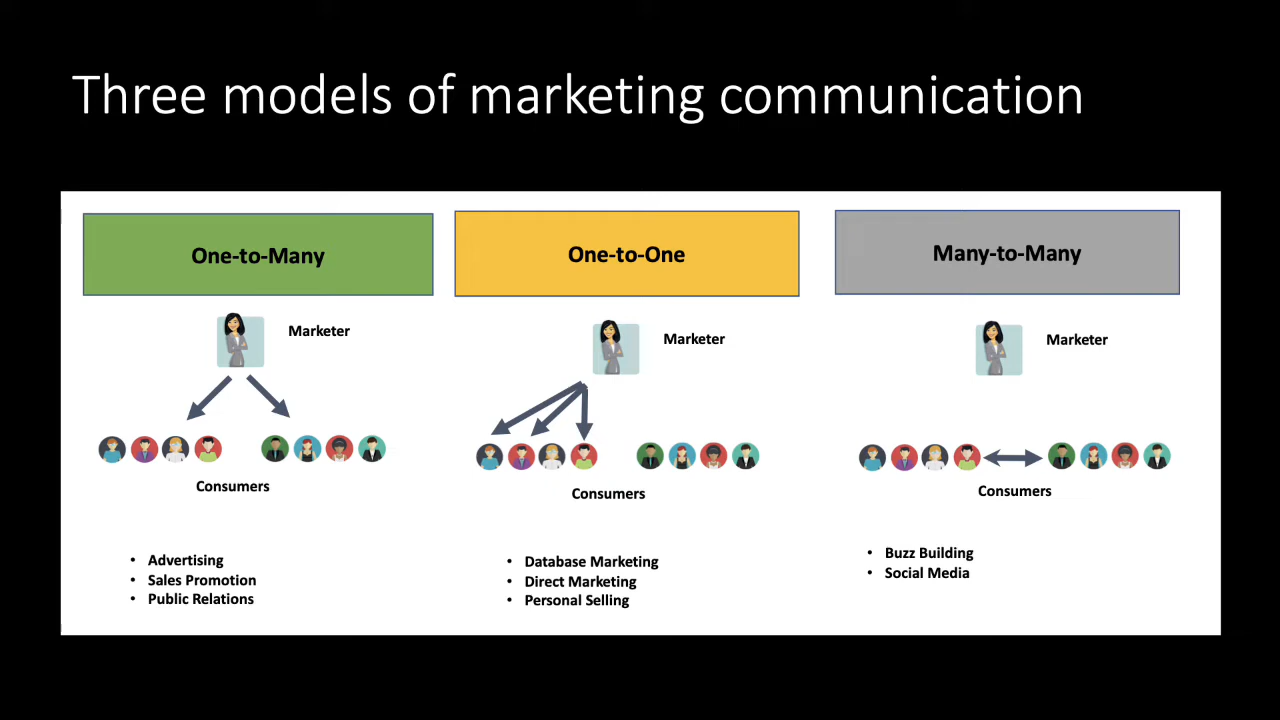 Three models of marketing communication
One-to-Many
Marketer
Consumers
• Advertising
• Sales Promotion
• Public Relations
One-to-One
Marketer
Consumers
• Database Marketing
• Direct Marketing
• Personal Selling
Many-to-Many
Marketer
Consumers
• Buzz Building
• Social Media